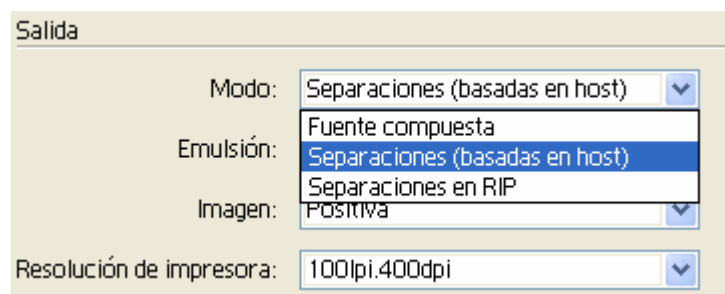 Salida
Modo: Separaciones (basadas en host)
Fuente compuesta
Emulsión: Separaciones (basadas en host)
Separaciones en RIP
Imagen: Positiva
Resolución de impresora: 100lpi.400dpi